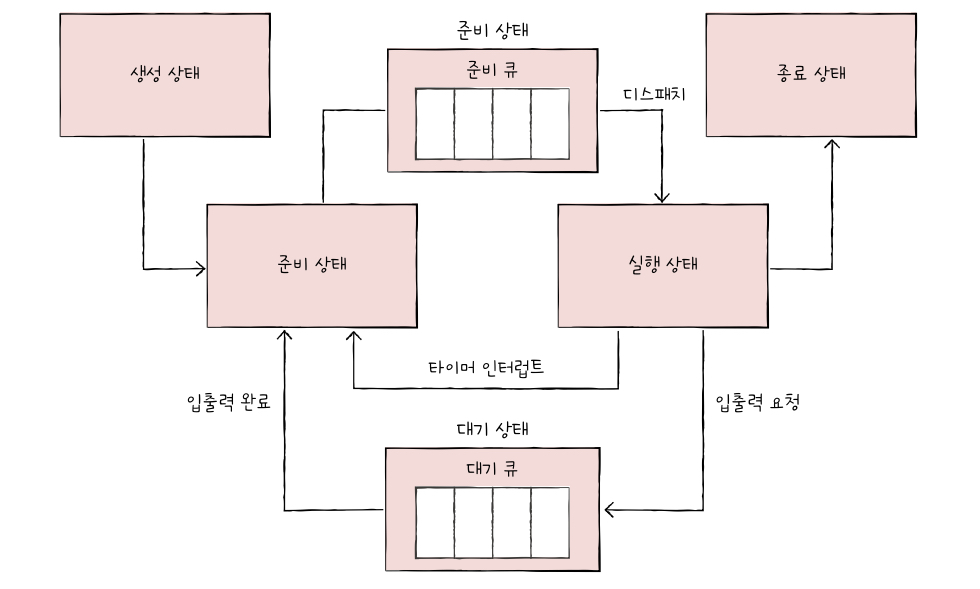 준비 상태
생성 상태
준비 큐
종료 상태
디스패치
준비 상태
실행 상태
타이머 인터럽트
입출력 완료
입출력 요청
대기 상태
대기 큐